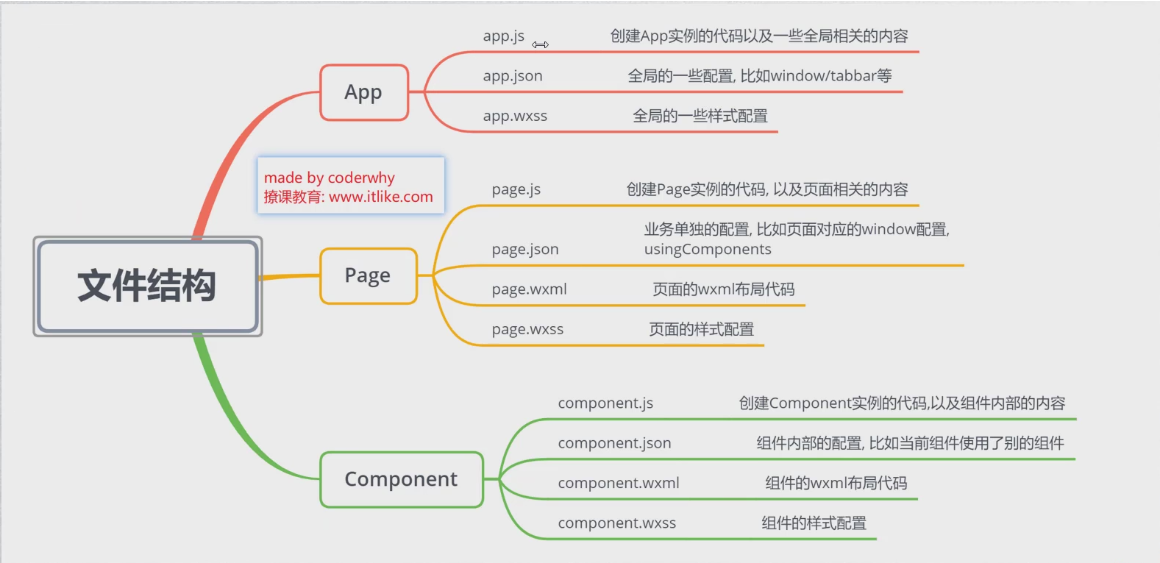 app.js 创建App实例的代码以及一些全局相关的内容
App
app.json 全局的一些配置, 比如window/tabbar等
app.wxss 全局的一些样式配置
made by coderwhy
撩课教育: www.itlike.com
文件结构
Page
page.js 创建Page实例的代码, 以及页面相关的内容
page.json 业务单独的配置, 比如页面对应的window配置,
usingComponents
page.wxml 页面的wxml布局代码
page.wxss 页面的样式配置
Component
component.js 创建Component实例的代码,以及组件内部的内容
component.json 组件内部的配置, 比如当前组件使用了别的组件
component.wxml 组件的wxml布局代码
component.wxss 组件的样式配置